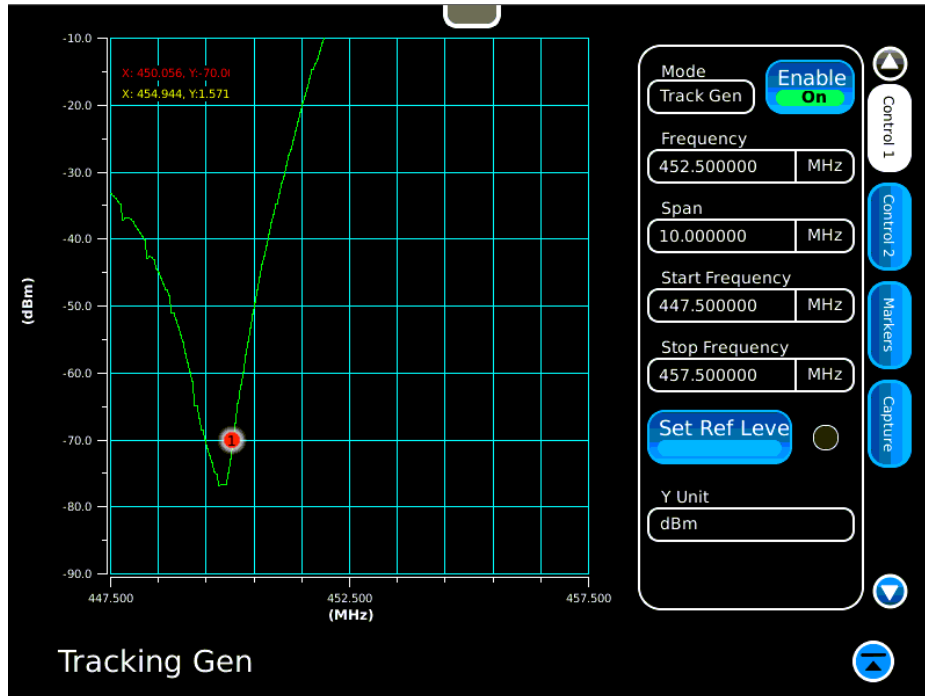 -10.0
X: 450.056, Y:-70.0
X: 454.944, Y:1.571
-20.0
-30.0
-40.0
-50.0
-60.0
-70.0
-80.0
-90.0
(dBm)
1
447.500
452.500
457.500
(MHz)
Mode
Track Gen
Enable
On
Frequency
452.500000 MHz
Span
10.000000 MHz
Start Frequency
447.500000 MHz
Stop Frequency
457.500000 MHz
Set Ref Leve
Y Unit
dBm
Control 1
Control 2
Markers
Capture
Tracking Gen